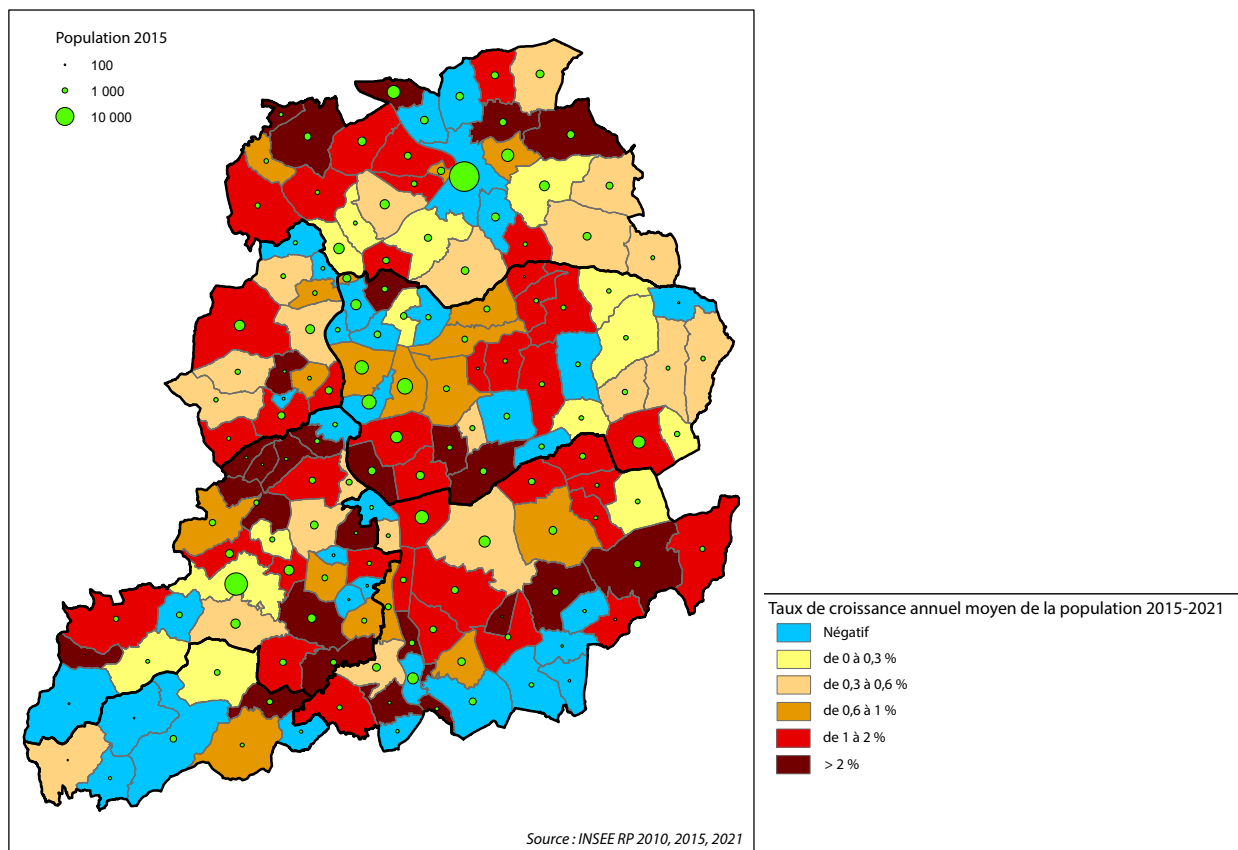 Population 2015
100
1 000
10 000
Taux de croissance annuel moyen de la population 2015-2021
Négatif
de 0 à 0,3 %
de 0,3 à 0,6 %
de 0,6 à 1 %
de 1 à 2 %
> 2 %
Source : INSEE RP 2010, 2015, 2021